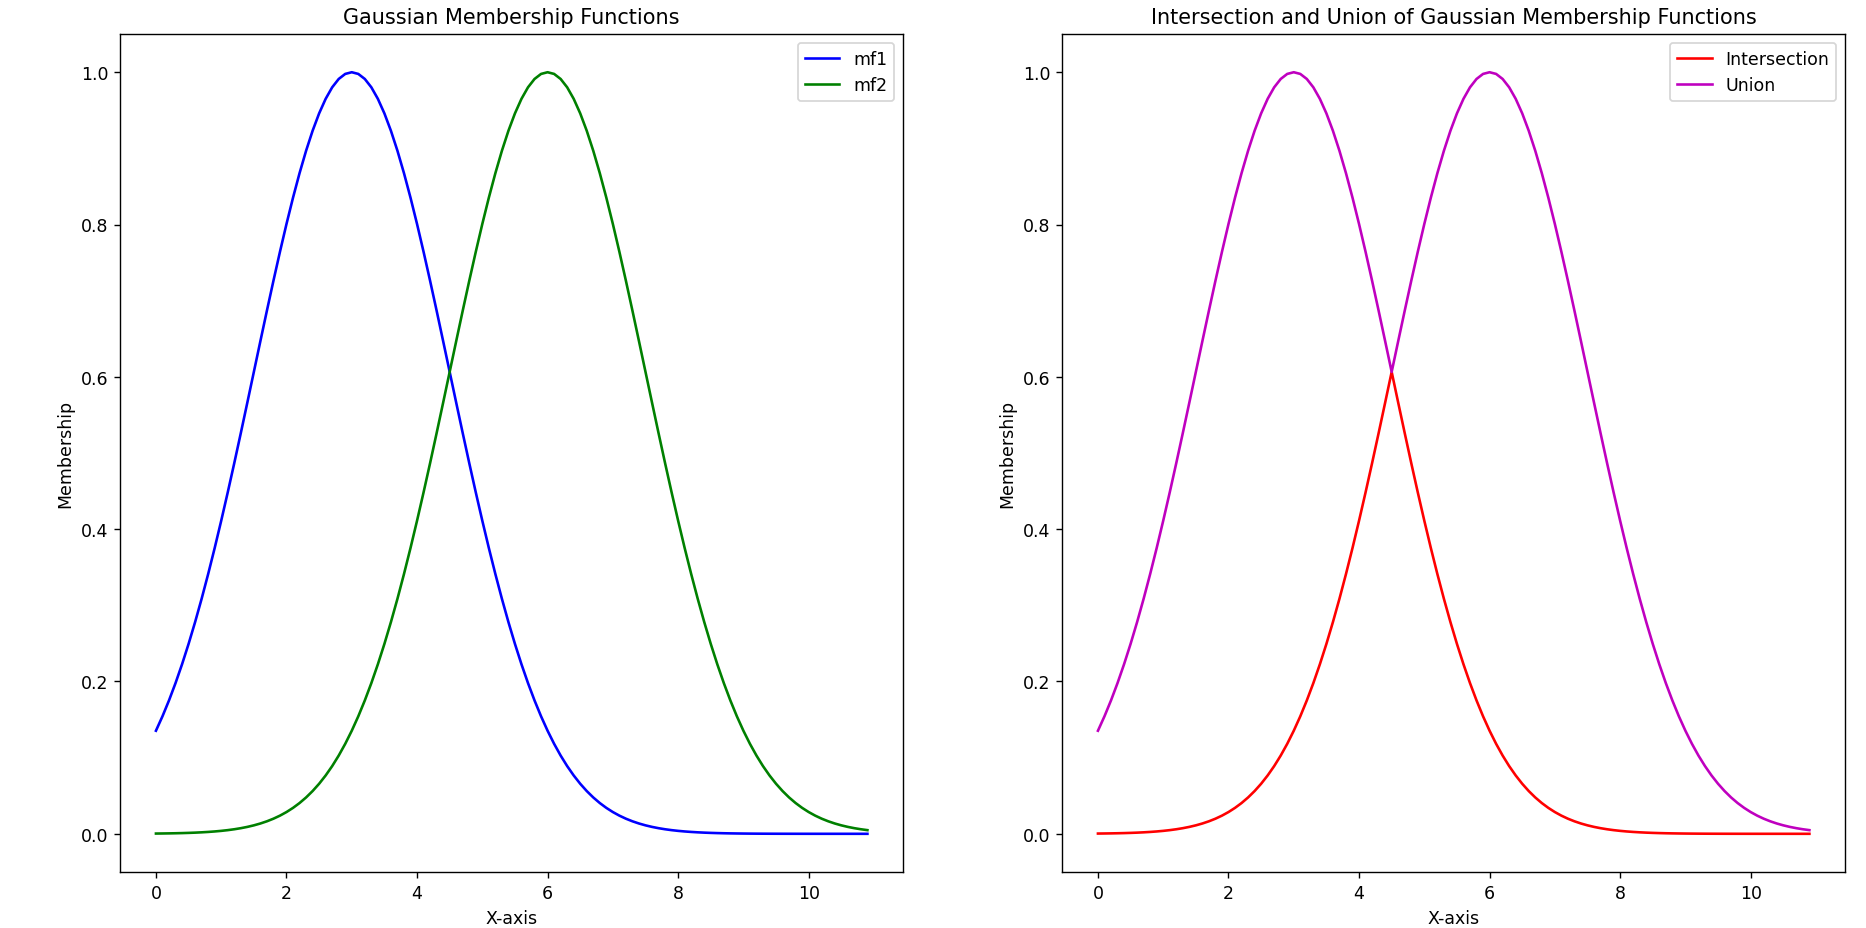 Gaussian Membership Functions
mf1
mf2
1.0
0.8
0.6
0.4
0.2
0.0
Membership
0 2 4 6 8 10
X-axis
Intersection and Union of Gaussian Membership Functions
Intersection
Union
1.0
0.8
0.6
0.4
0.2
0.0
Membership
0 2 4 6 8 10
X-axis